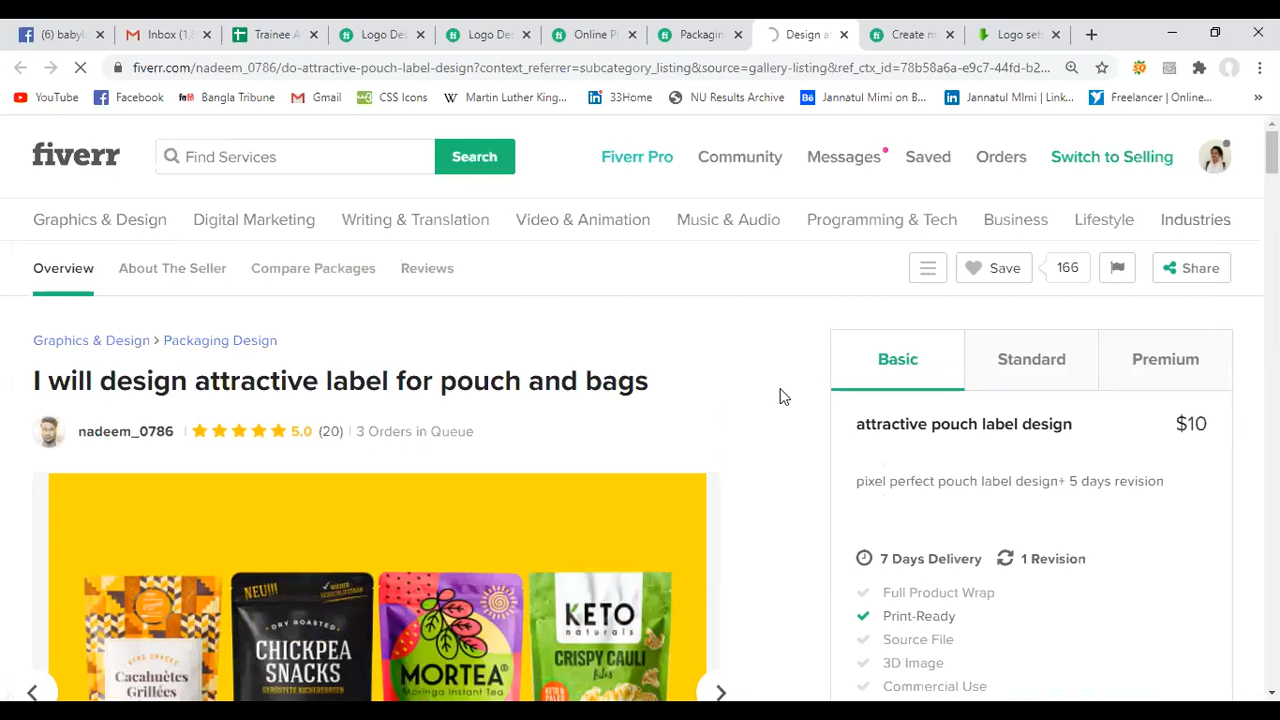 (6) babyl
Inbox (1,
Trainee A
Logo De
Logo De
Online P
Packagin
Design a
Create m
Logo set
fiverr.com/nadeem_0786/do-attractive-pouch-label-design?context_referrer=subcategory_listing&source=gallery-listing&ref_ctx_id=78b58a6a-e9c7-44fd-b2...
YouTube
Facebook
Bangla Tribune
Gmail
CSS Icons
Martin Luther King...
33Home
NU Results Archive
Jannatul Mimi on B...
Jannatul MImi | Link...
Freelancer | Online...
»
fiverr
Find Services
Search
Fiverr Pro
Community
Messages
Saved
Orders
Switch to Selling
Graphics & Design
Digital Marketing
Writing & Translation
Video & Animation
Music & Audio
Programming & Tech
Business
Lifestyle
Industries
Overview
About The Seller
Compare Packages
Reviews
Save
166
Share
Graphics & Design > Packaging Design
I will design attractive label for pouch and bags
nadeem_0786 | 5.0 (20) | 3 Orders in Queue
Basic
Standard
Premium
attractive pouch label design
$10
pixel perfect pouch label design+ 5 days revision
7 Days Delivery
1 Revision
Full Product Wrap
Print-Ready
Source File
3D Image
Commercial Use
Cacahuètes
Grillées
NEU!!!
DRY ROASTED
CHICKPEA
SNACKS
MORTEA®
Moringa Instant Tea
KETO
naturals
CRISPY CAULI
Bites